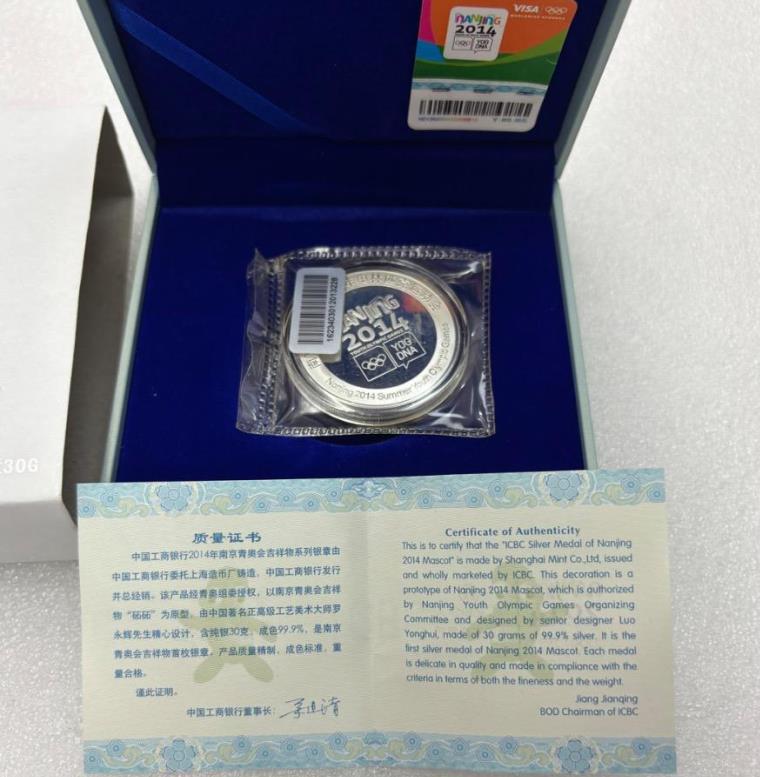 VISA
WORLDWIDE SPONSOR
NANJING
2014
YOG
DNA
1623403012013228
NANJING
2014
YOUTH OLYMPIC GAMES
YOG
DNA
Nanjing 2014 Summer Youth Olympic Games
30G
质量证书
中国工商银行2014年南京青奥会吉祥物系列银章由
中国工商银行委托上海造币厂铸造，中国工商银行发行
并总经销。该产品经青奥组委授权，以南京青奥会吉祥
物“砳砳”为原型，由中国著名正高级工艺美术大师罗
永辉先生精心设计，含纯银30克，成色99.9%，是南京
青奥会吉祥物首枚银章。产品质量精制，成色标准，重
量合格。
谨此证明。
中国工商银行董事长：
Certificate of Authenticity
This is to certify that the "ICBC Silver Medal of Nanjing
2014 Mascot" is made by Shanghai Mint Co.,Ltd, issued
and wholly marketed by ICBC. This decoration is a
prototype of Nanjing 2014 Mascot, which is authorized
by Nanjing Youth Olympic Games Organizing
Committee and designed by senior designer Luo
Yonghui, made of 30 grams of 99.9% silver. It is the
first silver medal of Nanjing 2014 Mascot. Each medal
is delicate in quality and made in compliance with the
criteria in terms of both the fineness and the weight.
Jiang Jianqing
BOD Chairman of ICBC